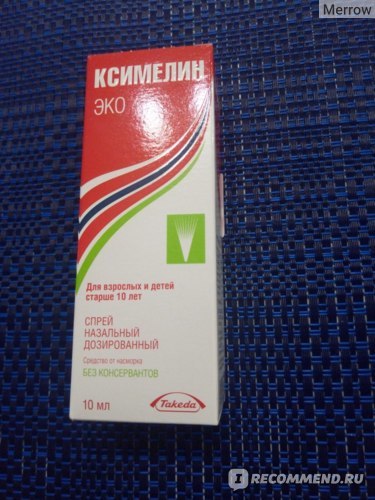 Merrow
КСИМЕЛИН
ЭКО
Для взрослых и детей
старше 10 лет
СПРЕЙ
НАЗАЛЬНЫЙ
ДОЗИРОВАННЫЙ
Средство от насморка
БЕЗ КОНСЕРВАНТОВ
10 мл
Takeda
I RECOMMEND.RU